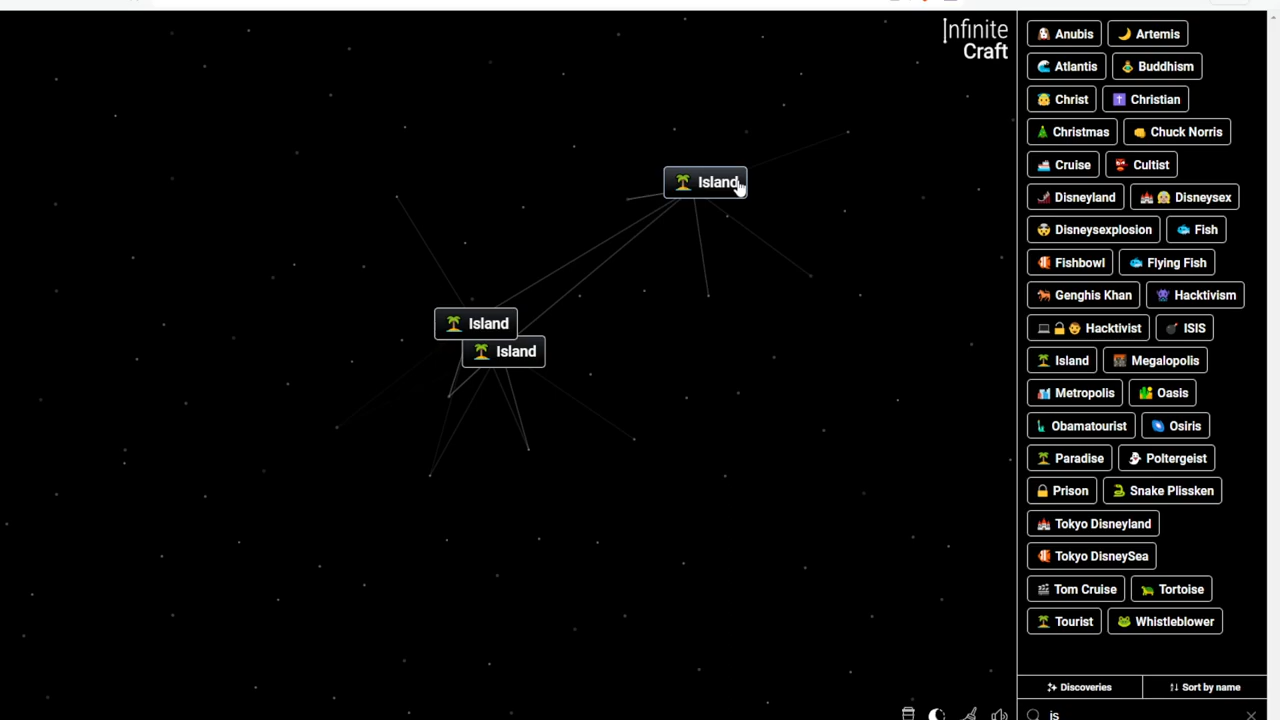 Infinite
Craft
Island
Island
Island
Anubis
Artemis
Atlantis
Buddhism
Christ
Christian
Christmas
Chuck Norris
Cruise
Cultist
Disneyland
Disneysex
Disneysexplosion
Fish
Fishbowl
Flying Fish
Genghis Khan
Hacktivism
Hacktivist
ISIS
Island
Megalopolis
Metropolis
Oasis
Obamatourist
Osiris
Paradise
Poltergeist
Prison
Snake Plissken
Tokyo Disneyland
Tokyo DisneySea
Tom Cruise
Tortoise
Tourist
Whistleblower
Discoveries
Sort by name
is